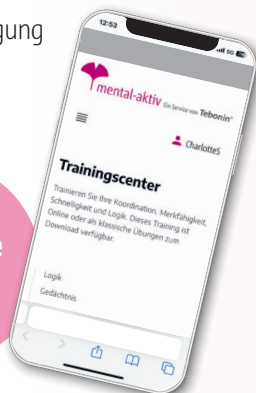 gung
12:53
5G
mental-aktiv Ein Service von Tebonin®
CharlotteS
Trainingscenter
Trainieren Sie Ihre Koordination, Merkfähigkeit,
Schnelligkeit und Logik. Dieses Training ist
Online oder als klassische Übungen zum
Download verfügbar.
e
Logik
Gedächtnis